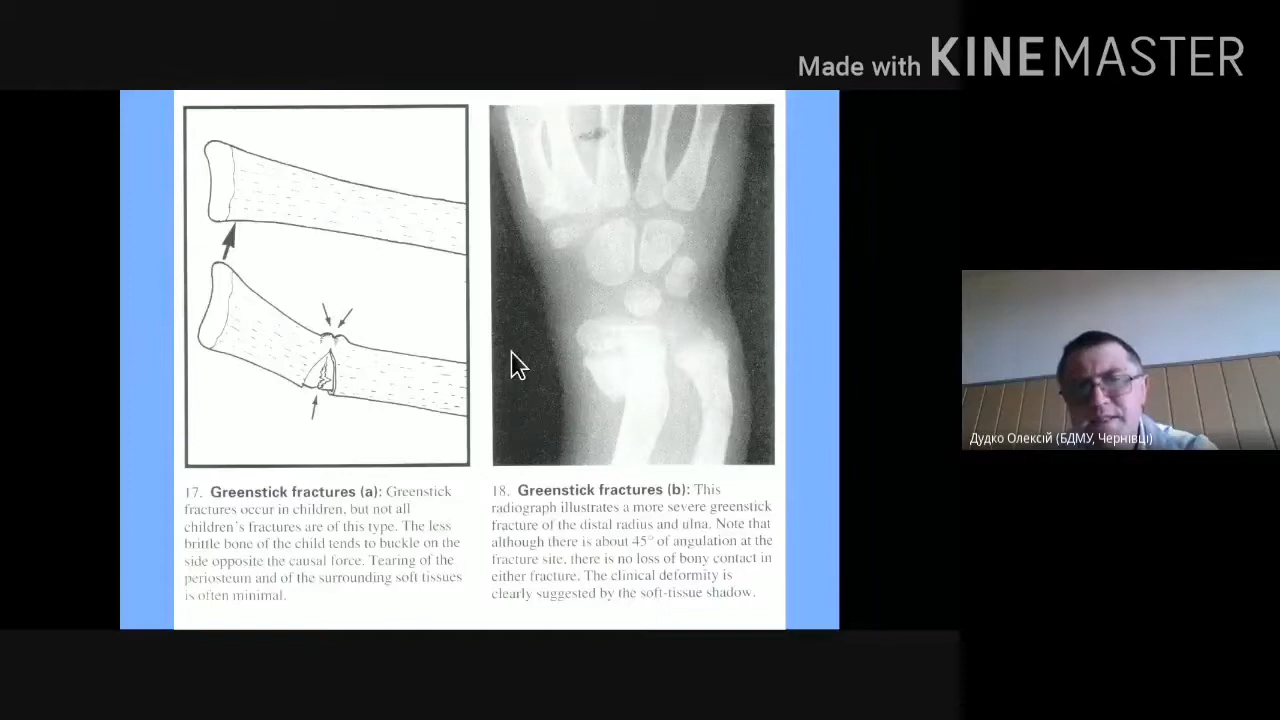 Made with KINEMASTER
17. Greenstick fractures (a): Greenstick
fractures occur in children, but not all
children's fractures are of this type. The less
brittle bone of the child tends to buckle on the
side opposite the causal force. Tearing of the
periosteum and of the surrounding soft tissues
is often minimal.
18. Greenstick fractures (b): This
radiograph illustrates a more severe greenstick
fracture of the distal radius and ulna. Note that
although there is about 45° of angulation at the
fracture site, there is no loss of bony contact in
either fracture. The clinical deformity is
clearly suggested by the soft-tissue shadow.
Дудко Олексій (БДМУ, Чернівці)